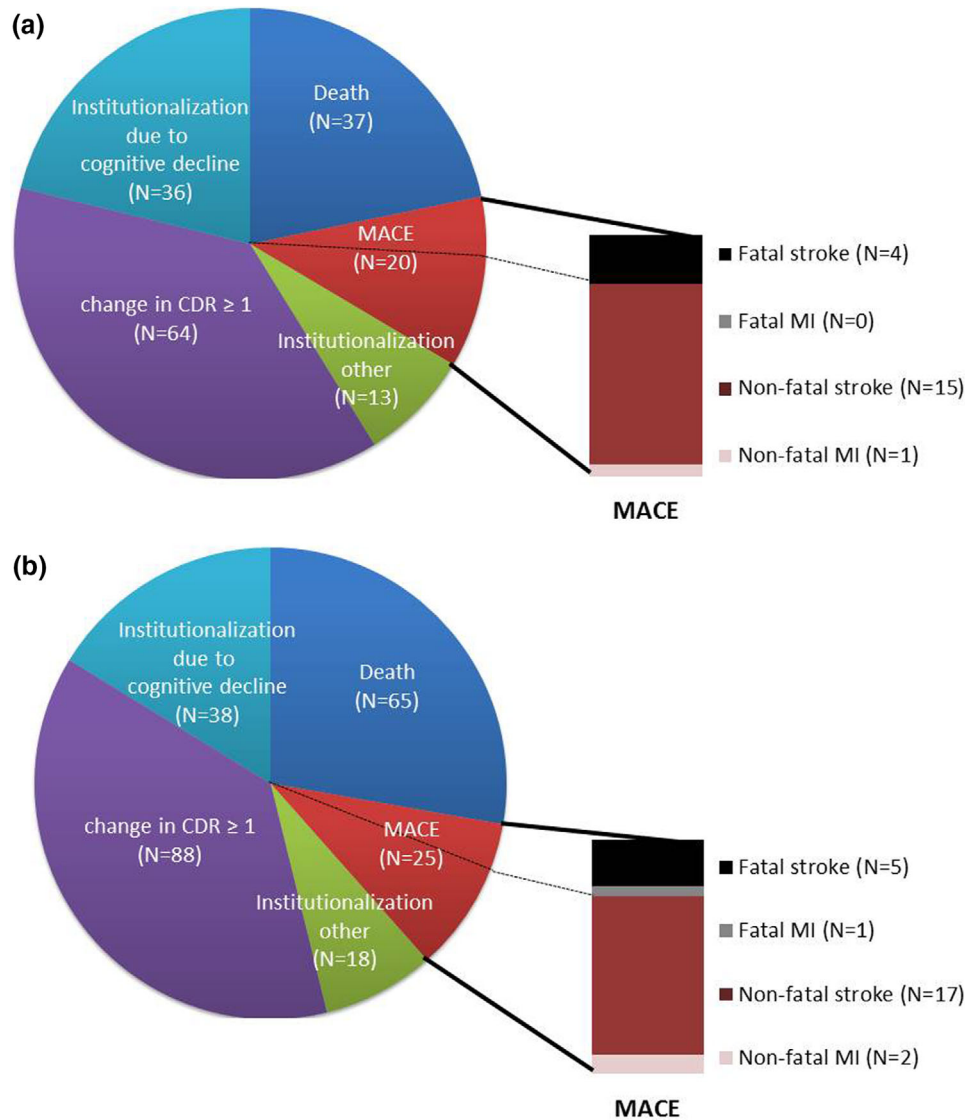 (a)
Death
(N=37)
Institutionalization
due to
cognitive decline
(N=36)
MACE
(N=20)
change in CDR ≥ 1
(N=64)
Institutionalization
other
(N=13)
Fatal stroke (N=4)
Fatal MI (N=0)
Non-fatal stroke (N=15)
Non-fatal MI (N=1)
MACE
(b)
Institutionalization
due to
cognitive decline
(N=38)
Death
(N=65)
change in CDR ≥ 1
(N=88)
MACE
(N=25)
Institutionalization
other
(N=18)
Fatal stroke (N=5)
Fatal MI (N=1)
Non-fatal stroke (N=17)
Non-fatal MI (N=2)
MACE